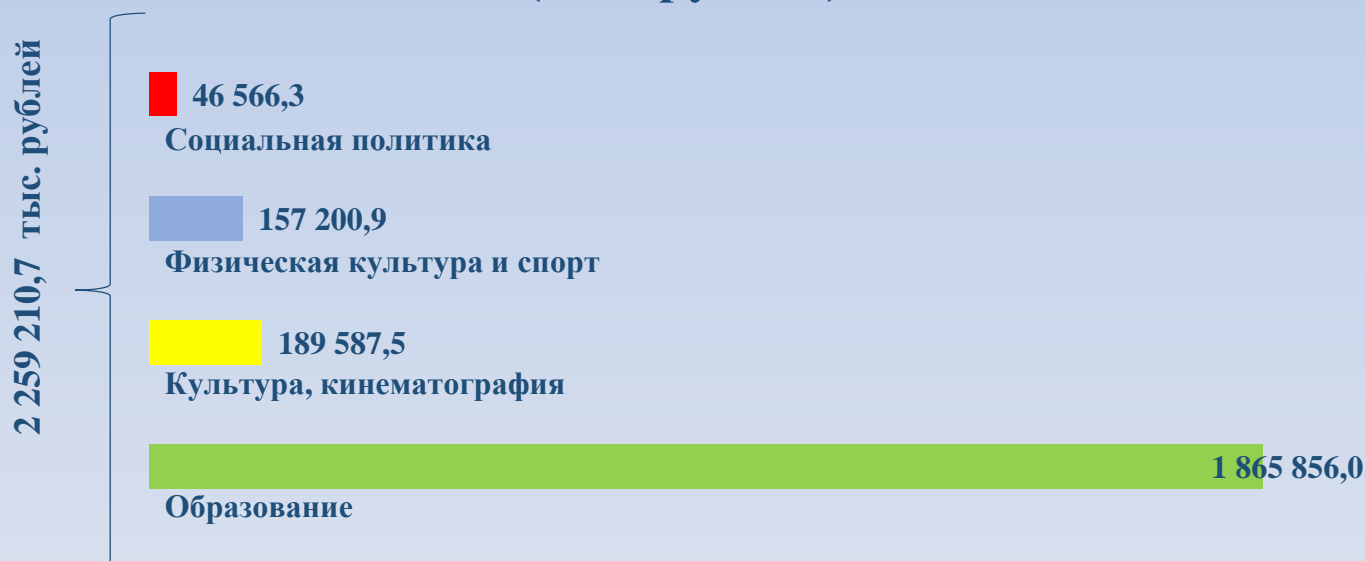 2 259 210,7 тыс. рублей
46 566,3
Социальная политика
157 200,9
Физическая культура и спорт
189 587,5
Культура, кинематография
1 865 856,0
Образование